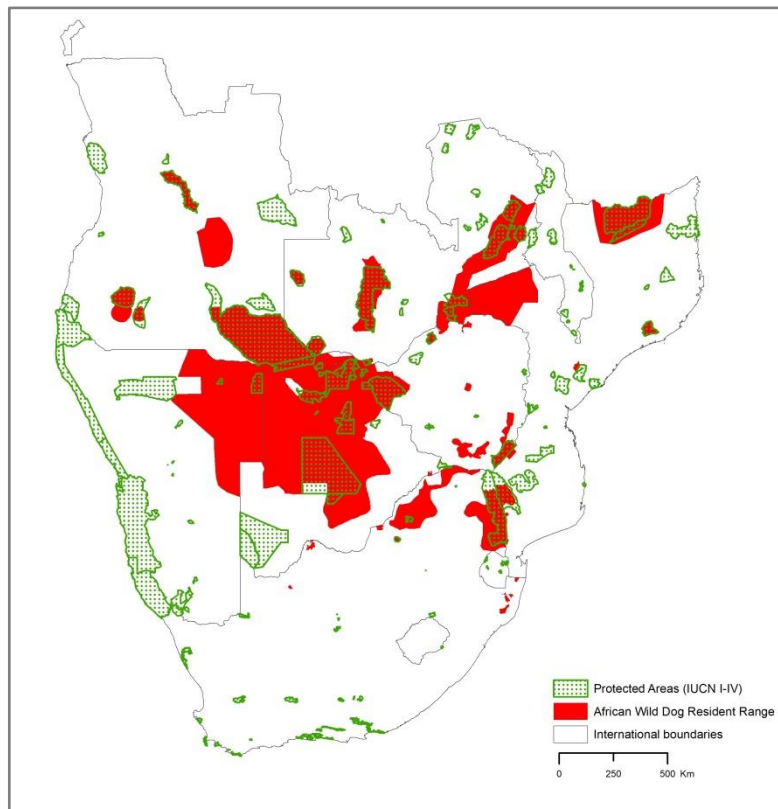 Protected Areas (IUCN I-IV)
African Wild Dog Resident Range
International boundaries
0 250 500 Km